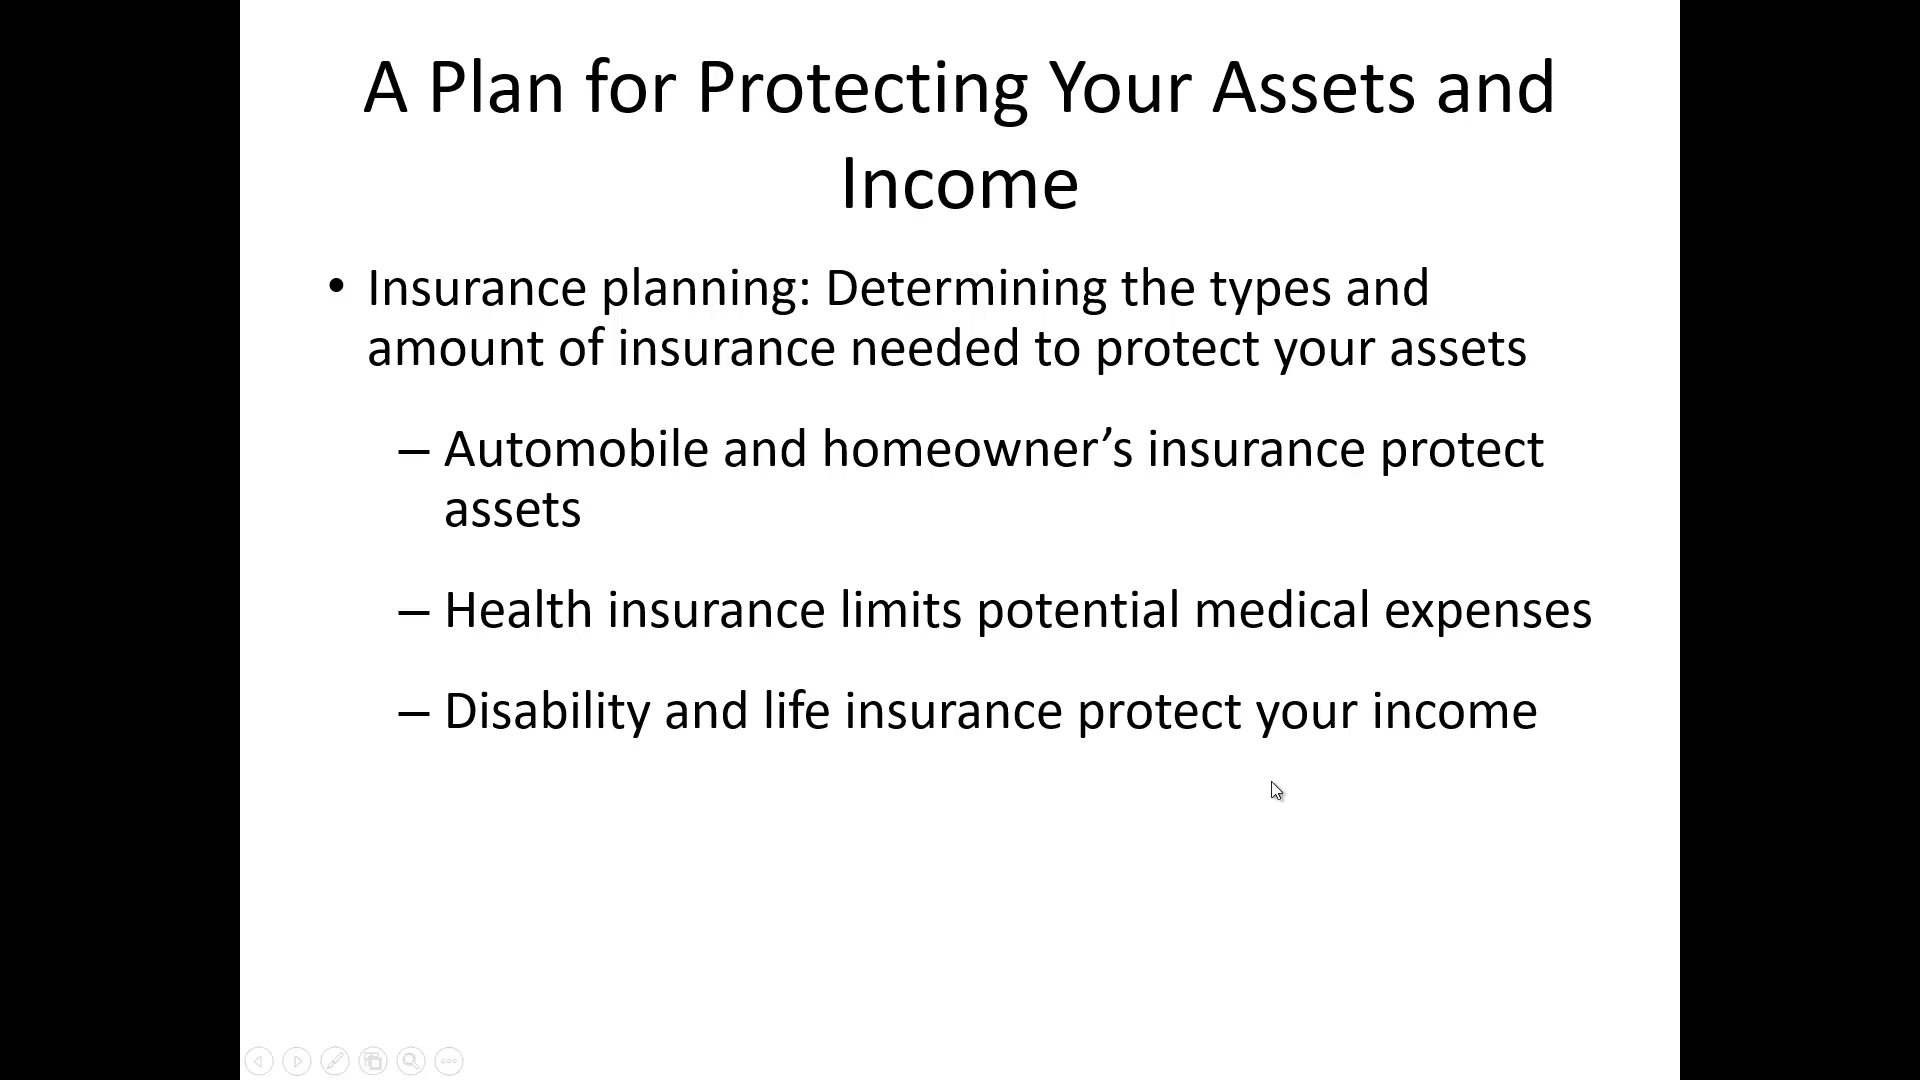 A Plan for Protecting Your Assets and
Income
• Insurance planning: Determining the types and
amount of insurance needed to protect your assets
– Automobile and homeowner’s insurance protect
assets
– Health insurance limits potential medical expenses
– Disability and life insurance protect your income